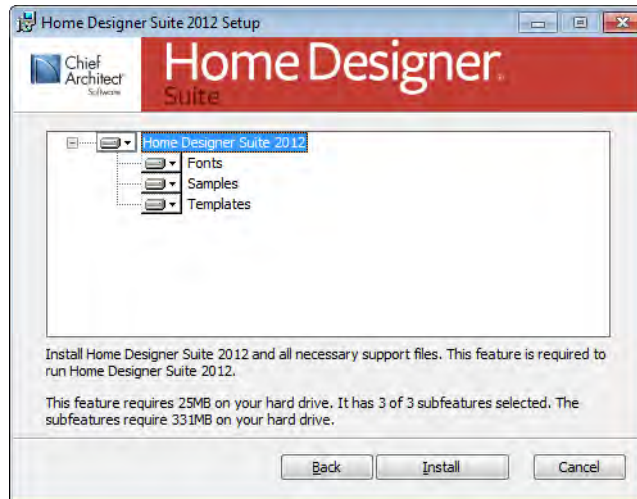 Home Designer Suite 2012 Setup
Chief
Architect
Software
Home Designer®
Suite
Home Designer Suite 2012
Fonts
Samples
Templates
Install Home Designer Suite 2012 and all necessary support files. This feature is required to
run Home Designer Suite 2012.
This feature requires 25MB on your hard drive. It has 3 of 3 subfeatures selected. The
subfeatures require 331MB on your hard drive.
Back Install Cancel